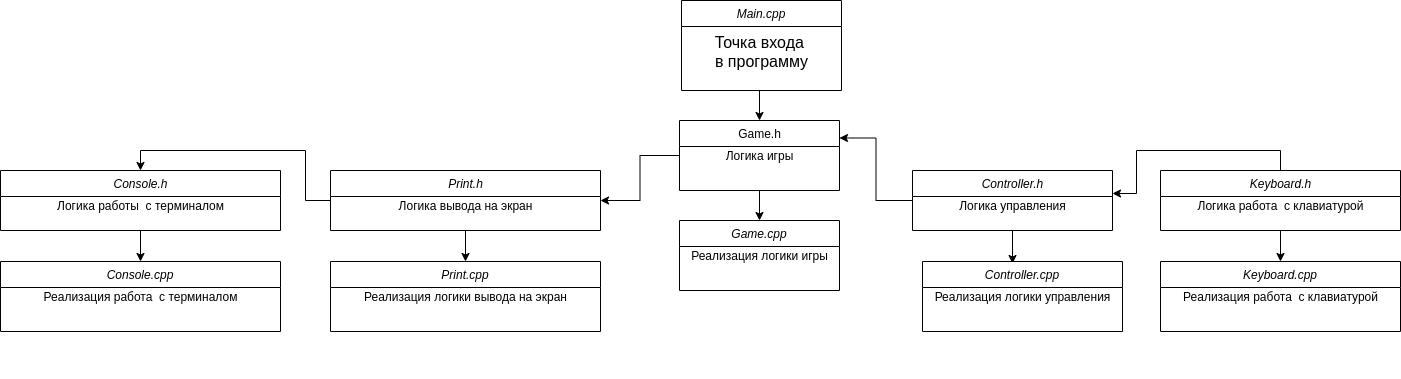 Main.cpp
Точка входа
в программу
Game.h
Логика игры
Console.h
Логика работы  с терминалом
Print.h
Логика вывода на экран
Controller.h
Логика управления
Keyboard.h
Логика работа  с клавиатурой
Game.cpp
Реализация логики игры
Console.cpp
Реализация работа  с терминалом
Print.cpp
Реализация логики вывода на экран
Controller.cpp
Реализация логики управления
Keyboard.cpp
Реализация работа  с клавиатурой